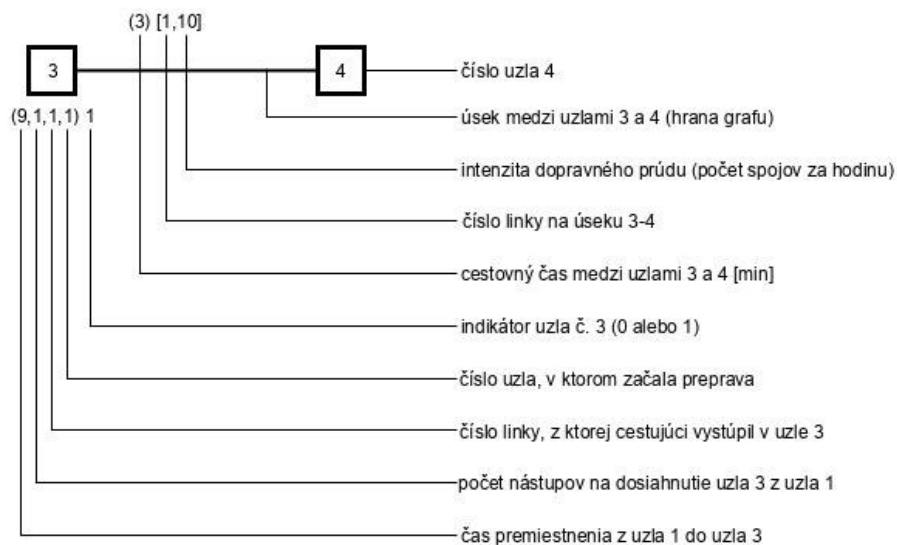 (3) [1,10]
3
4
číslo uzla 4
(9,1,1,1) 1
úsek medzi uzlami 3 a 4 (hrana grafu)
intenzita dopravného prúdu (počet spojov za hodinu)
číslo linky na úseku 3-4
cestovný čas medzi uzlami 3 a 4 [min]
indikátor uzla č. 3 (0 alebo 1)
číslo uzla, v ktorom začala preprava
číslo linky, z ktorej cestujúci vystúpil v uzle 3
počet nástupov na dosiahnutie uzla 3 z uzla 1
čas premiestnenia z uzla 1 do uzla 3